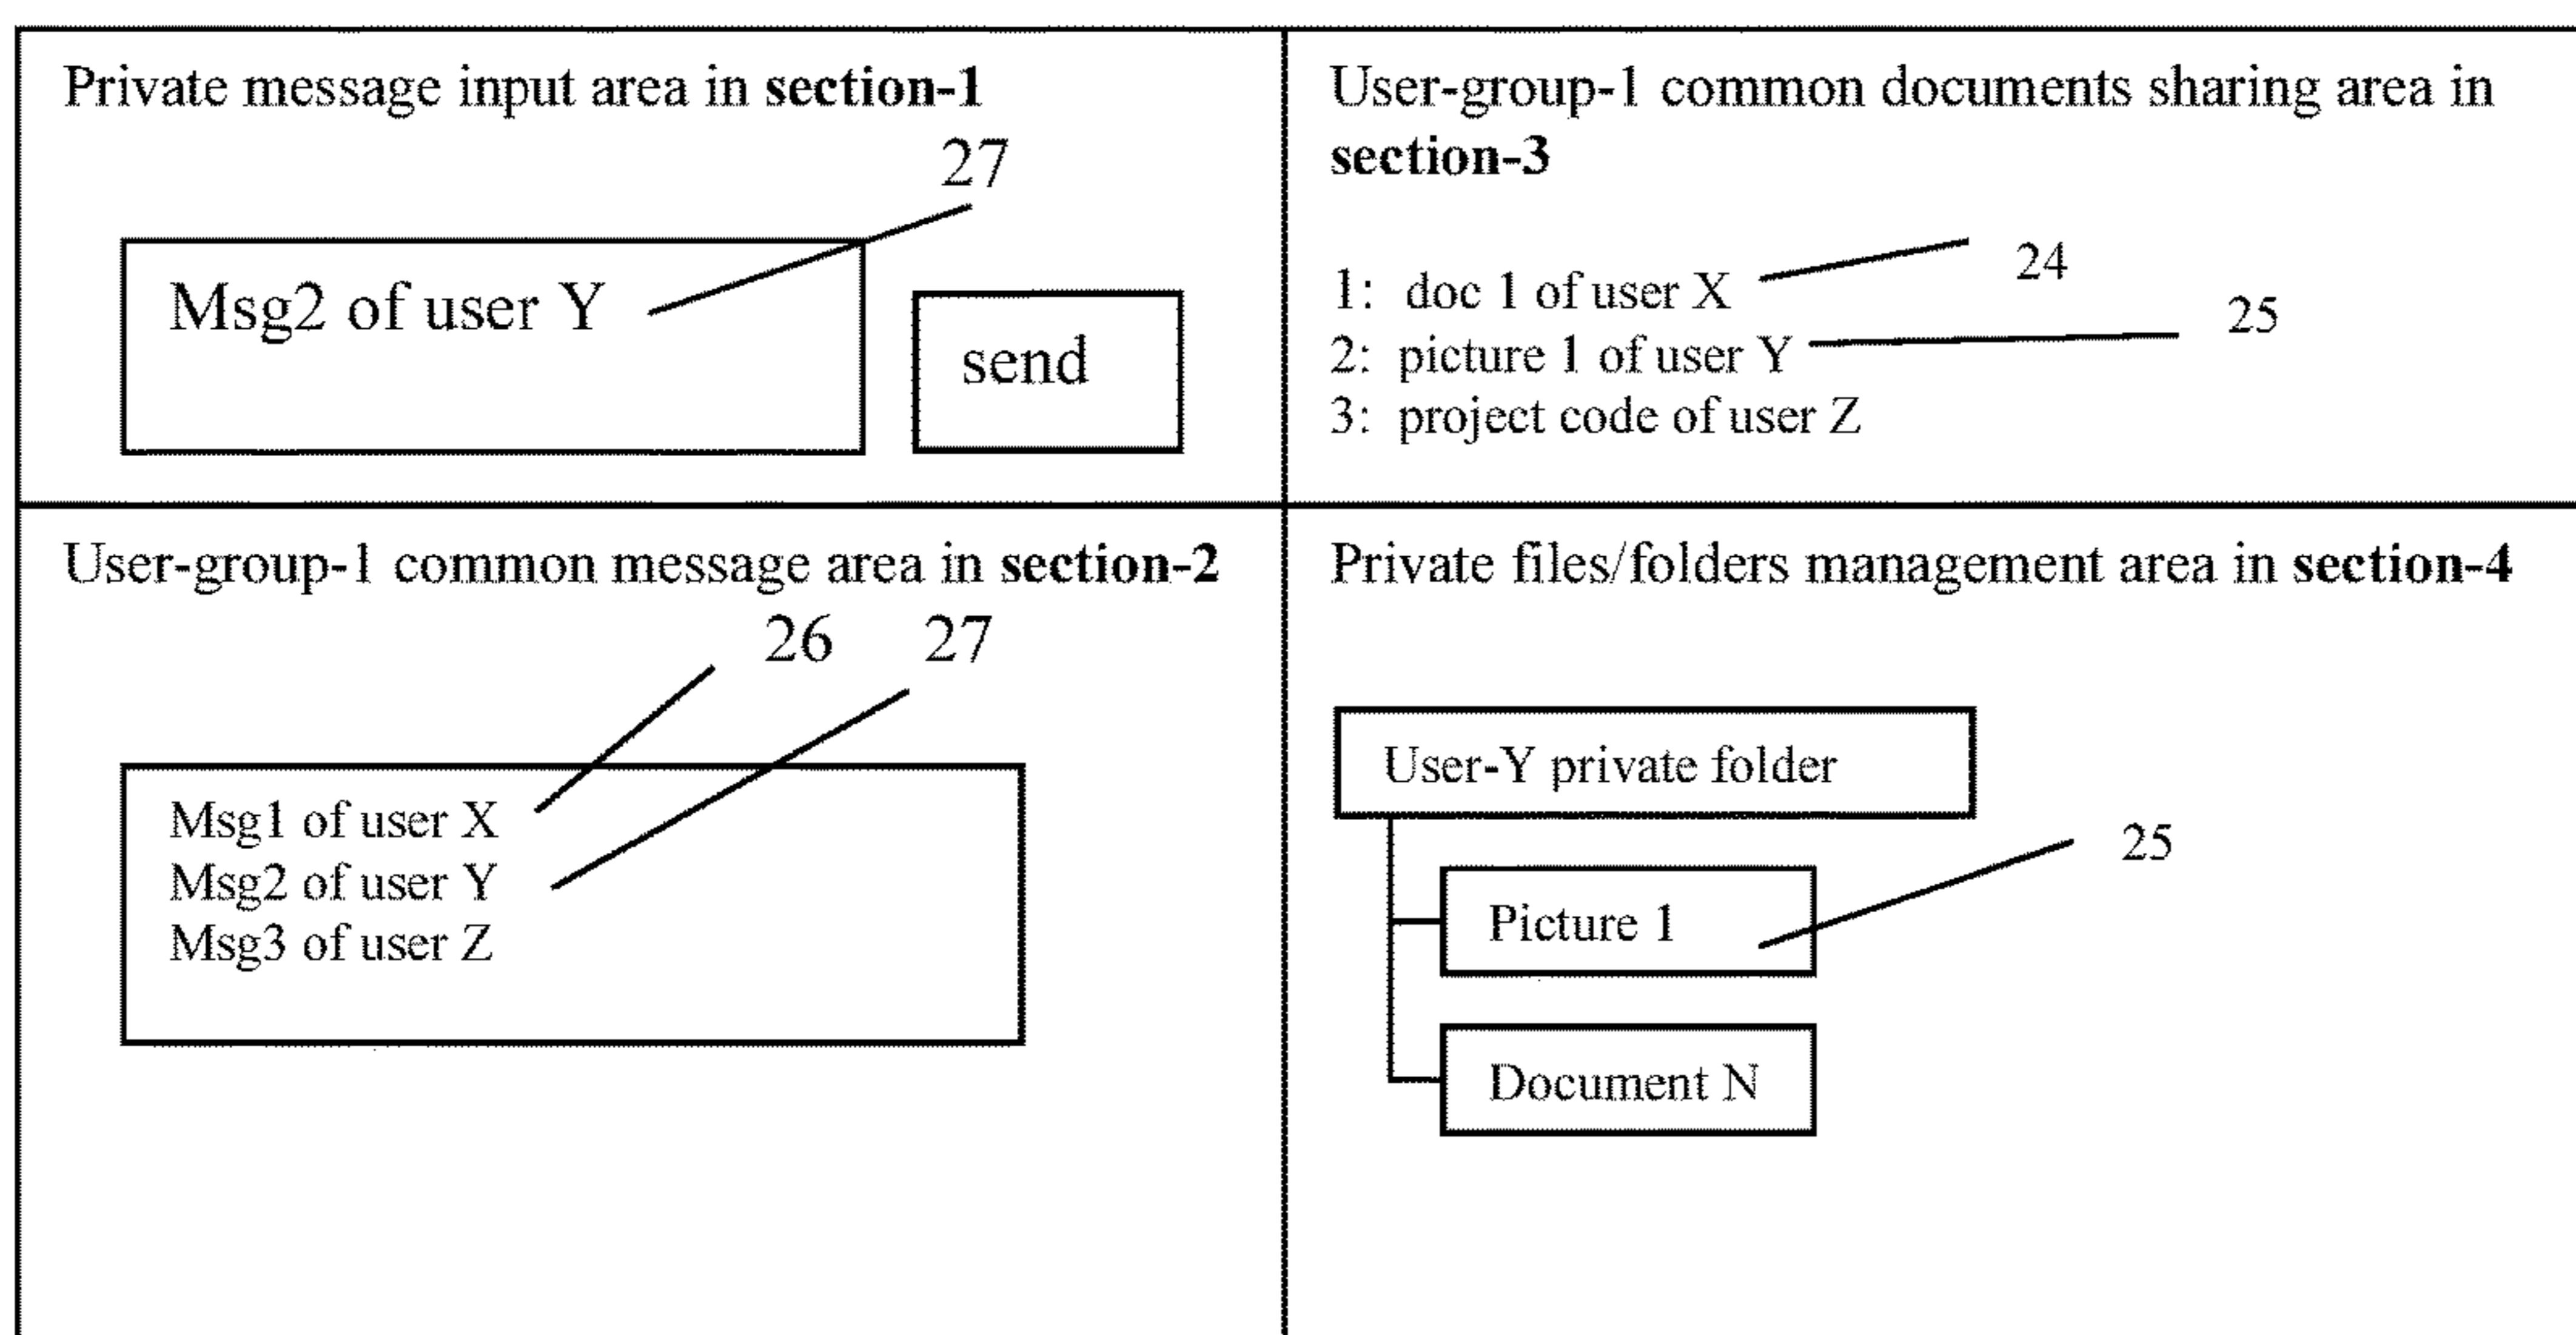 Private message input area in section-1
27
Msg2 of user Y
send
User-group-1 common documents sharing area in
section-3
24
1: doc 1 of user X
25
2: picture 1 of user Y
3: project code of user Z
User-group-1 common message area in section-2
26 27
Msg1 of user X
Msg2 of user Y
Msg3 of user Z
Private files/folders management area in section-4
User-Y private folder
25
Picture 1
Document N